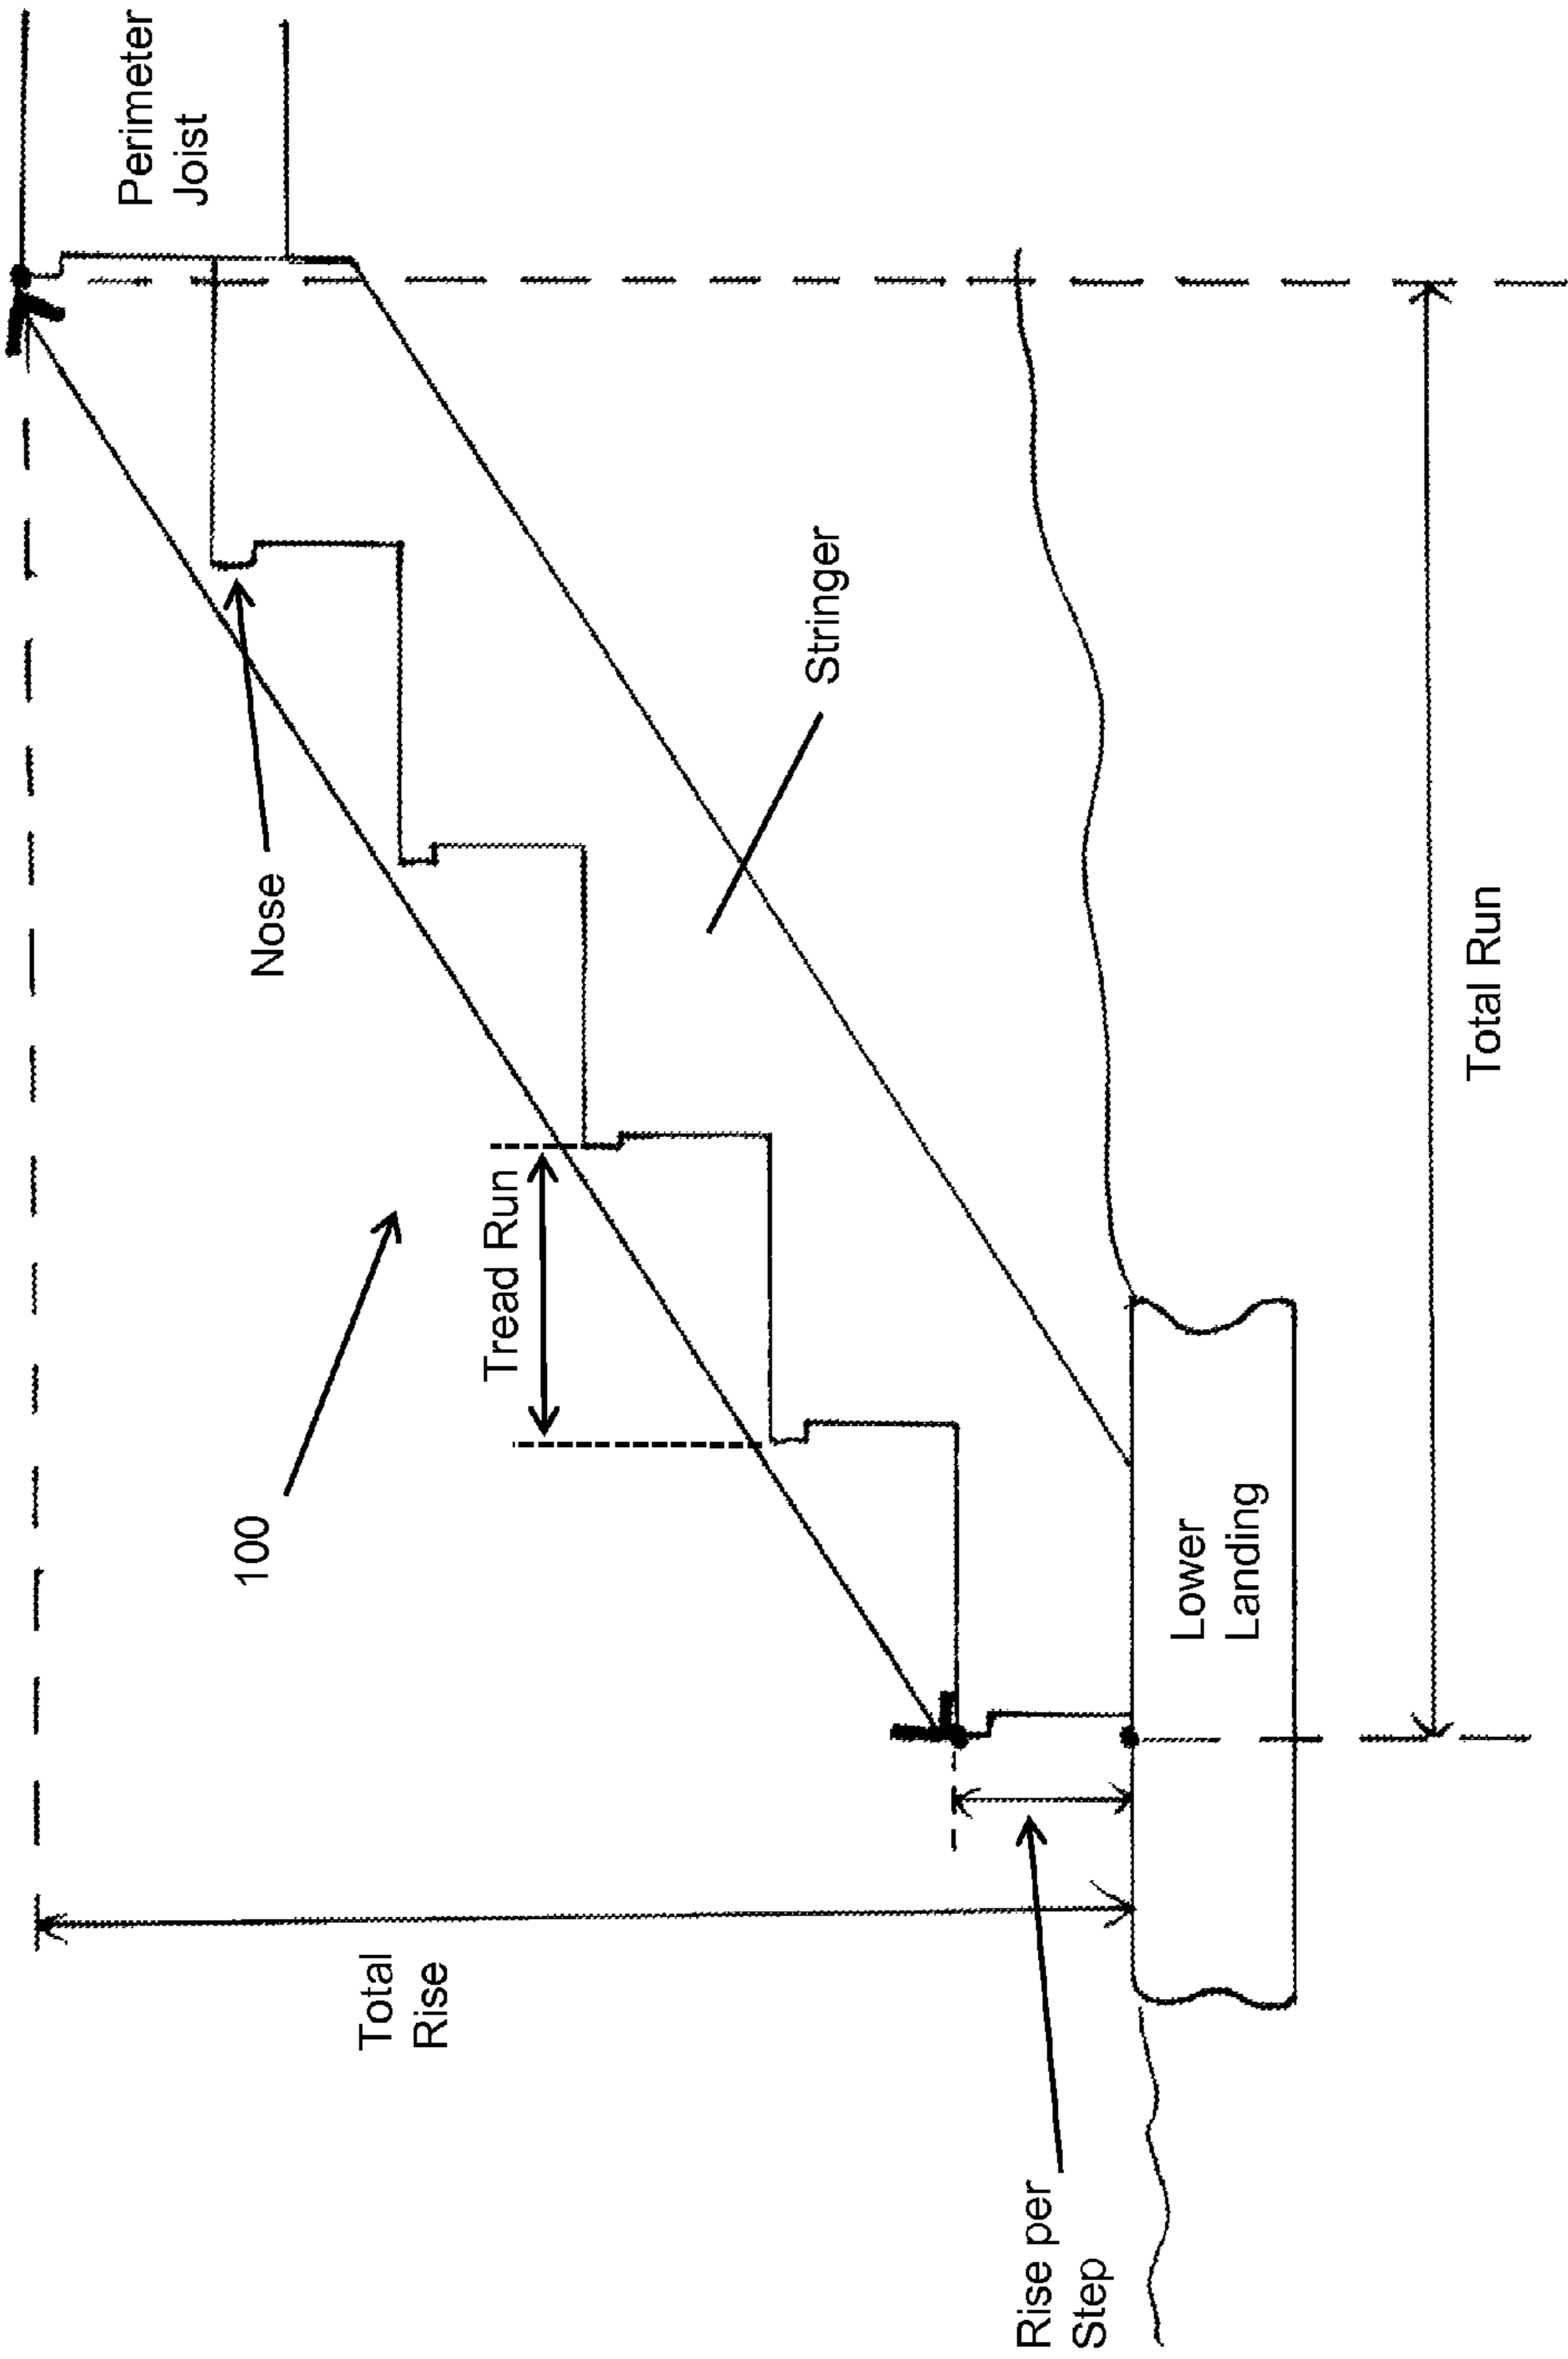 Total
Rise
Rise per
Step
100
Tread Run
Nose
Perimeter
Joist
Stringer
Lower
Landing
Total Run